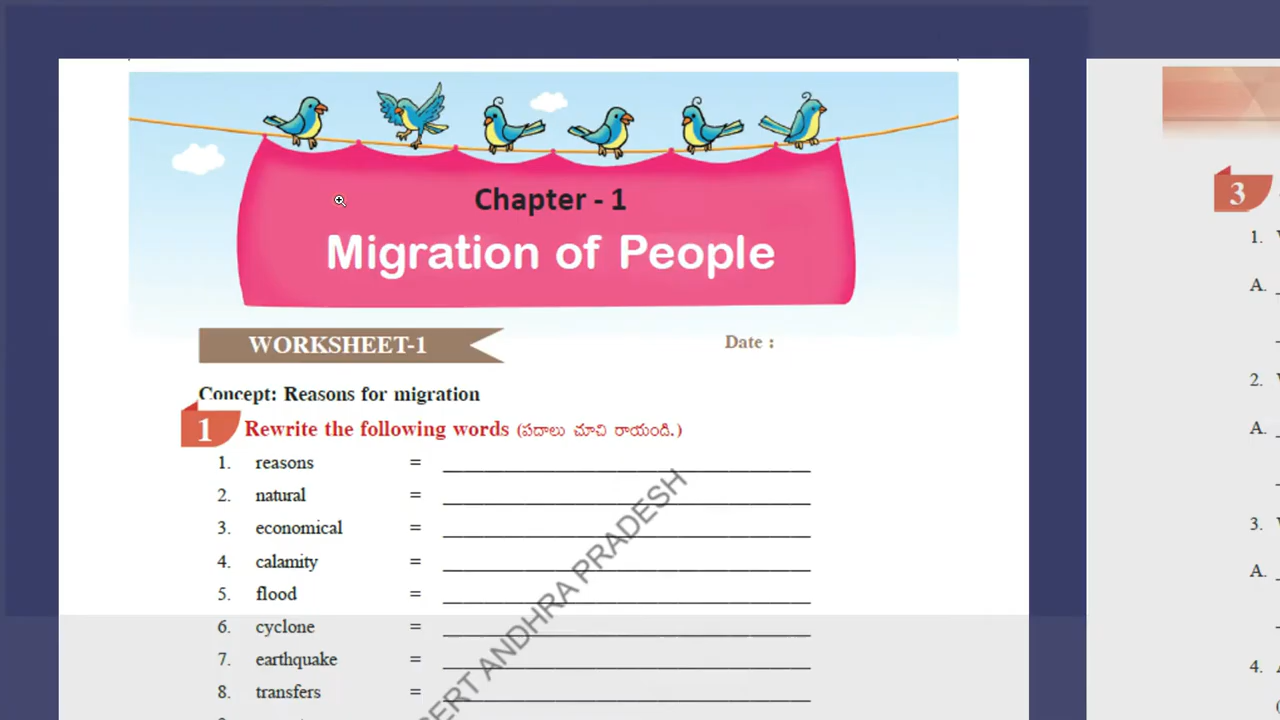 Chapter - 1
Migration of People
WORKSHEET-1
Date :
Concept: Reasons for migration
1 Rewrite the following words (పదాలు చూచి రాయండి.)
1. reasons = 
2. natural = 
3. economical = 
4. calamity = 
5. flood = 
6. cyclone = 
7. earthquake = 
8. transfers = 
ERT ANDHRA PRADESH
3
1.
A.
2.
A.
3.
A.
4.